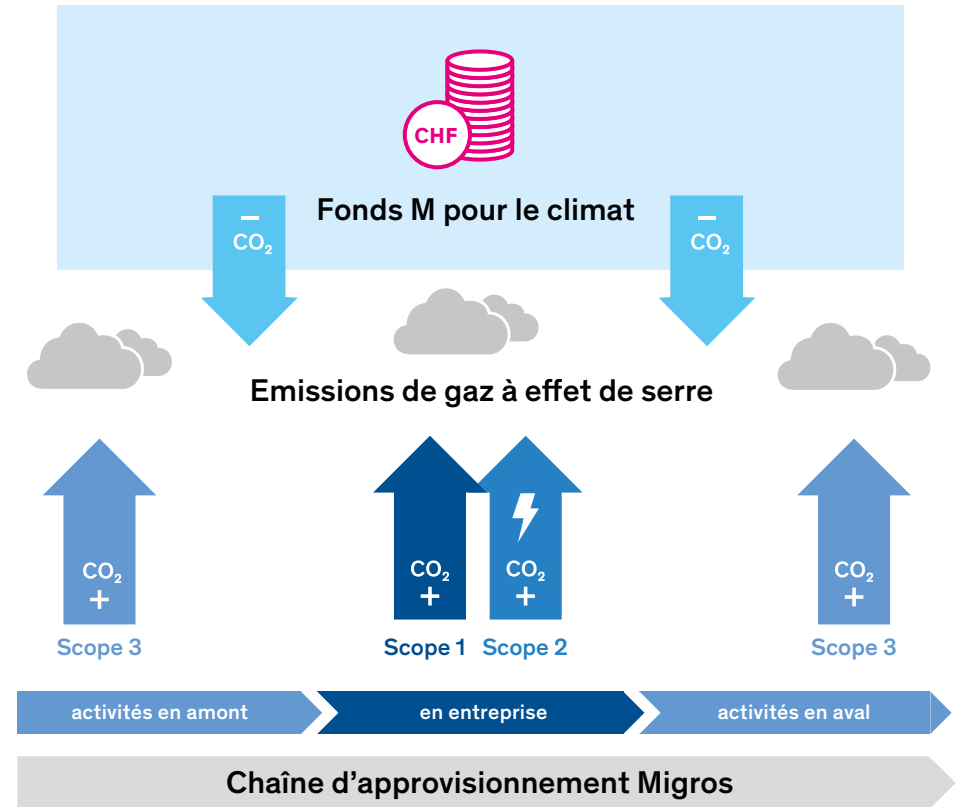 CHF
Fonds M pour le climat
–
CO₂
–
CO₂
Emissions de gaz à effet de serre
CO₂
+
CO₂
+
CO₂
+
CO₂
+
Scope 3
Scope 1
Scope 2
Scope 3
activités en amont
en entreprise
activités en aval
Chaîne d’approvisionnement Migros